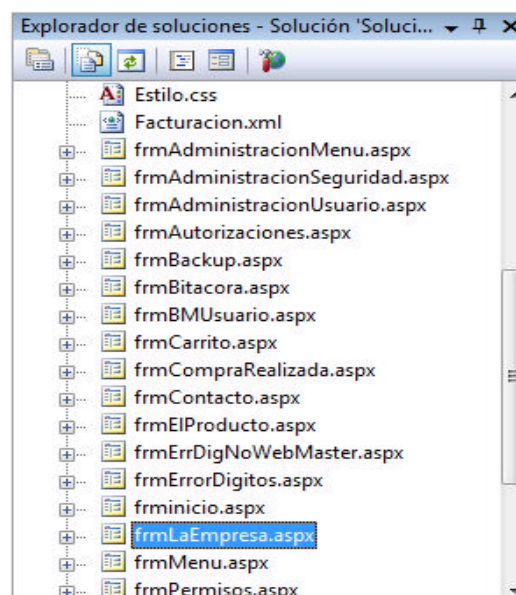 Explorador de soluciones - Solución 'Soluci...
Estilo.css
Facturacion.xml
frmAdministracionMenu.aspx
frmAdministracionSeguridad.aspx
frmAdministracionUsuario.aspx
frmAutorizaciones.aspx
frmBackup.aspx
frmBitacora.aspx
frmBMUsuario.aspx
frmCarrito.aspx
frmCompraRealizada.aspx
frmContacto.aspx
frmElProducto.aspx
frmErrDigNoWebMaster.aspx
frmErrorDigitos.aspx
frminicio.aspx
frmLaEmpresa.aspx
frmMenu.aspx
frmPermisos.aspx